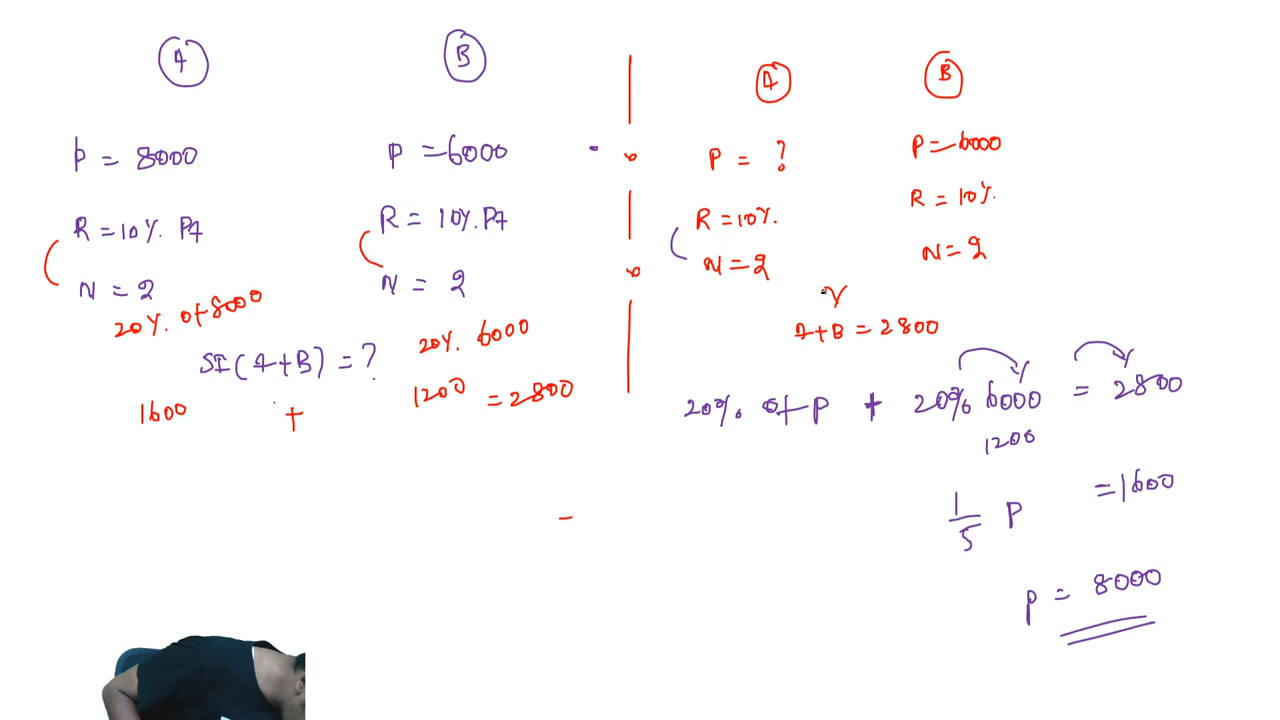 A B
P = 8000 P = 6000
R = 10%. PA R = 10%. PA
N = 2 N = 2
20%. of 8000 20%. 6000
SI (A+B) = ?
1600 + 1200 = 2800
A B
P = ? P = 6000
R = 10%. R = 10%.
N = 2 N = 2
A+B = 2800
20% of P + 20% 6000 = 2800
1200
1/5 P = 1600
P = 8000